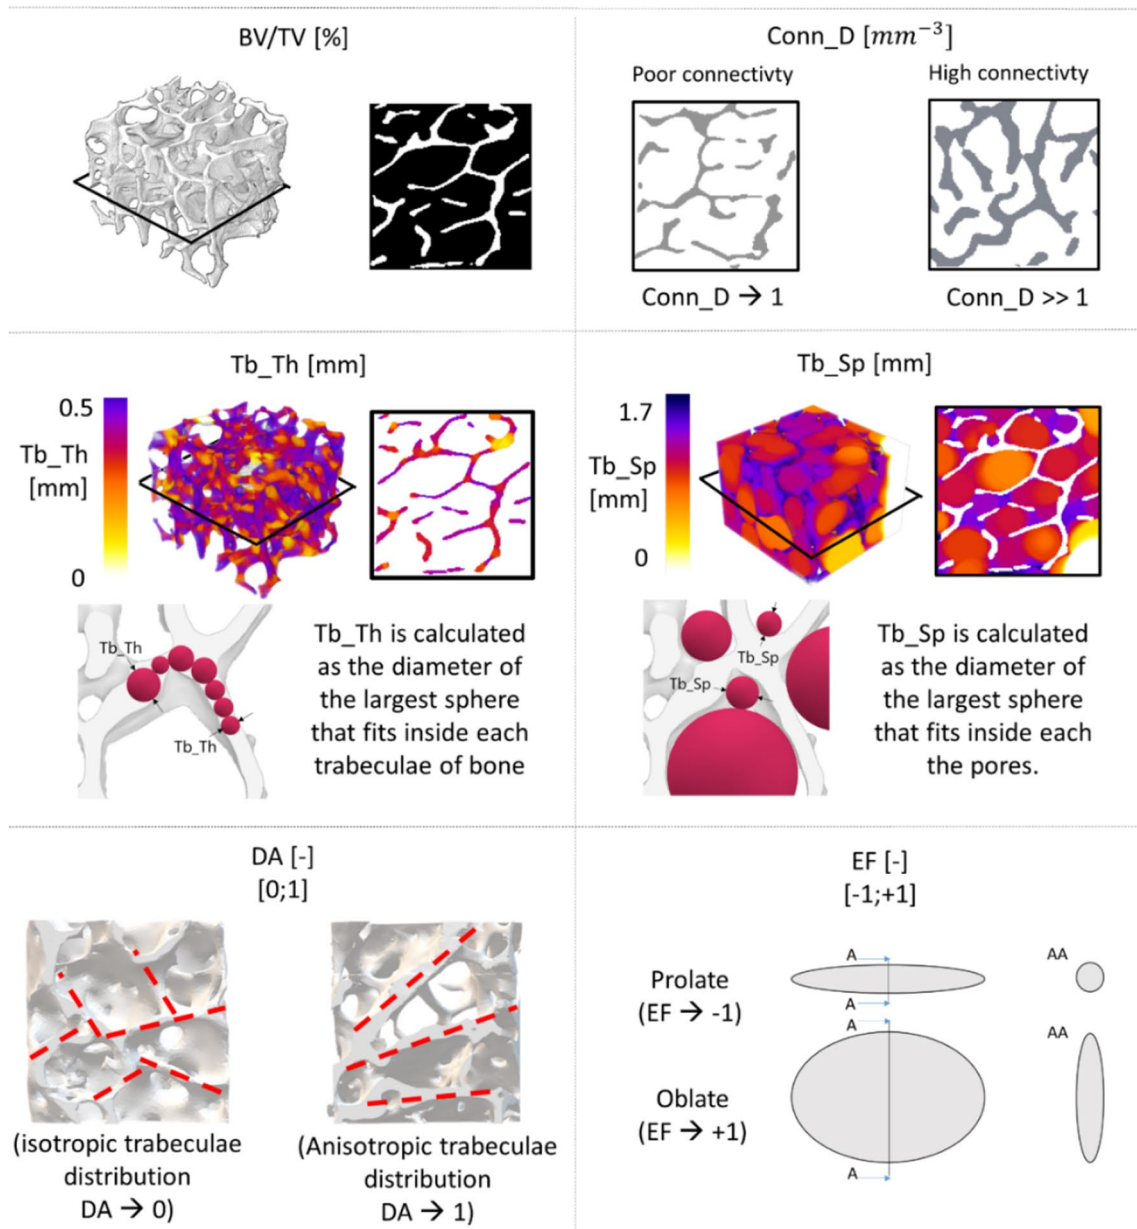 BV/TV [%]
Conn_D [mm⁻³]
Poor connectivty
High connectivty
Conn_D → 1
Conn_D >> 1
Tb_Th [mm]
0.5
Tb_Th
[mm]
0
Tb_Th
Tb_Th
Tb_Th is calculated
as the diameter of
the largest sphere
that fits inside each
trabeculae of bone
Tb_Sp [mm]
1.7
Tb_Sp
[mm]
0
Tb_Sp
Tb_Sp
Tb_Sp is calculated
as the diameter of
the largest sphere
that fits inside each
the pores.
DA [-]
[0;1]
(isotropic trabeculae
distribution
DA → 0)
(Anisotropic trabeculae
distribution
DA → 1)
EF [-]
[-1;+1]
Prolate
(EF → -1)
A
A
AA
Oblate
(EF → +1)
A
A
AA